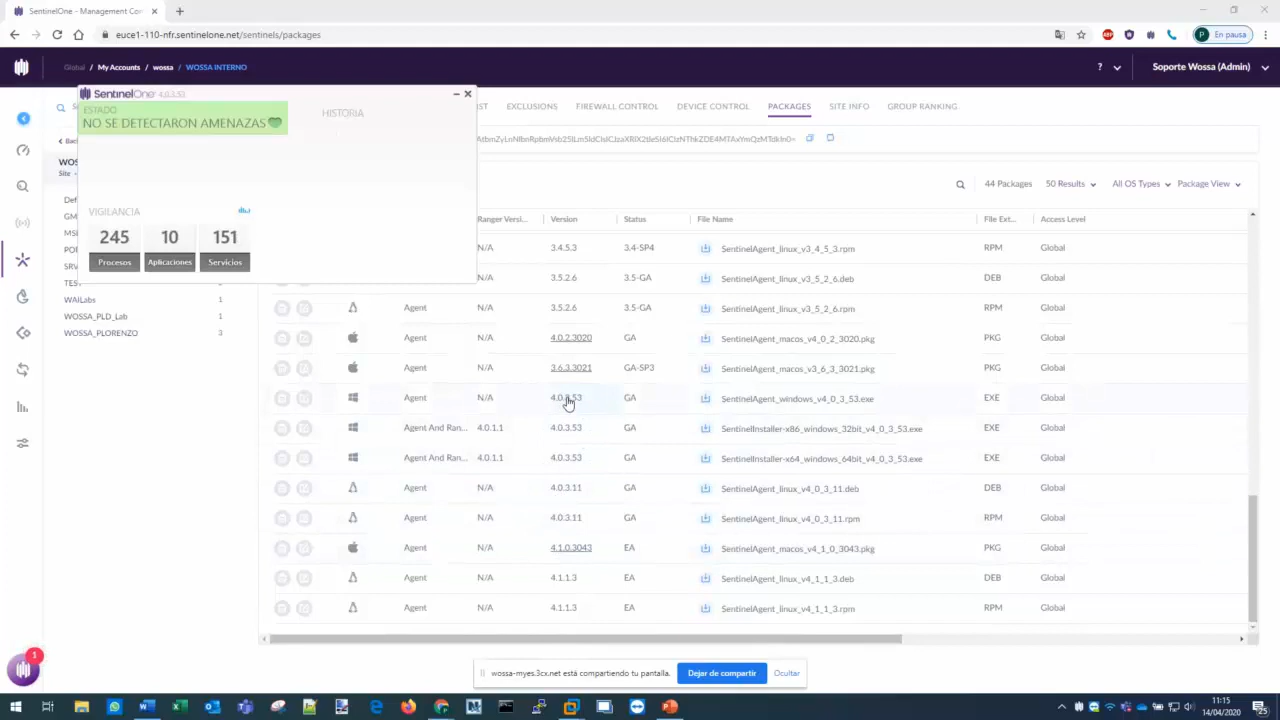 SentinelOne - Management Con
euce1-110-nfr.sentinelone.net/sentinels/packages
ABP
P
En pausa
Global
My Accounts
wossa
WOSSA INTERNO
?
Soporte Wossa (Admin)
SentinelOne 4.0.3.53
ESTADO
NO SE DETECTARON AMENAZAS
HISTORIA
VIGILANCIA
245
10
151
Procesos
Aplicaciones
Servicios
EXCLUSIONS
FIREWALL CONTROL
DEVICE CONTROL
PACKAGES
SITE INFO
GROUP RANKING
Site
WAILabs 1
WOSSA_PLD_Lab 1
WOSSA_PLORENZO 3
44 Packages
50 Results
All OS Types
Package View
Ranger Versi...
Version
Status
File Name
File Ext...
Access Level
N/A 3.4.5.3 3.4-SP4 SentinelAgent_linux_v3_4_5_3.rpm RPM Global
N/A 3.5.2.6 3.5-GA SentinelAgent_linux_v3_5_2_6.deb DEB Global
Agent N/A 3.5.2.6 3.5-GA SentinelAgent_linux_v3_5_2_6.rpm RPM Global
Agent N/A 4.0.2.3020 GA SentinelAgent_macos_v4_0_2_3020.pkg PKG Global
Agent N/A 3.6.3.3021 GA-SP3 SentinelAgent_macos_v3_6_3_3021.pkg PKG Global
Agent N/A 4.0.3.53 GA SentinelAgent_windows_v4_0_3_53.exe EXE Global
Agent And Ran... 4.0.1.1 4.0.3.53 GA SentinelInstaller-x86_windows_32bit_v4_0_3_53.exe EXE Global
Agent And Ran... 4.0.1.1 4.0.3.53 GA SentinelInstaller-x64_windows_64bit_v4_0_3_53.exe EXE Global
Agent N/A 4.0.3.11 GA SentinelAgent_linux_v4_0_3_11.deb DEB Global
Agent N/A 4.0.3.11 GA SentinelAgent_linux_v4_0_3_11.rpm RPM Global
Agent N/A 4.1.0.3043 EA SentinelAgent_macos_v4_1_0_3043.pkg PKG Global
Agent N/A 4.1.1.3 EA SentinelAgent_linux_v4_1_1_3.deb DEB Global
Agent N/A 4.1.1.3 EA SentinelAgent_linux_v4_1_1_3.rpm RPM Global
1
wossa-myes.3cx.net está compartiendo tu pantalla.
Dejar de compartir
Ocultar
11:15
14/04/2020
25